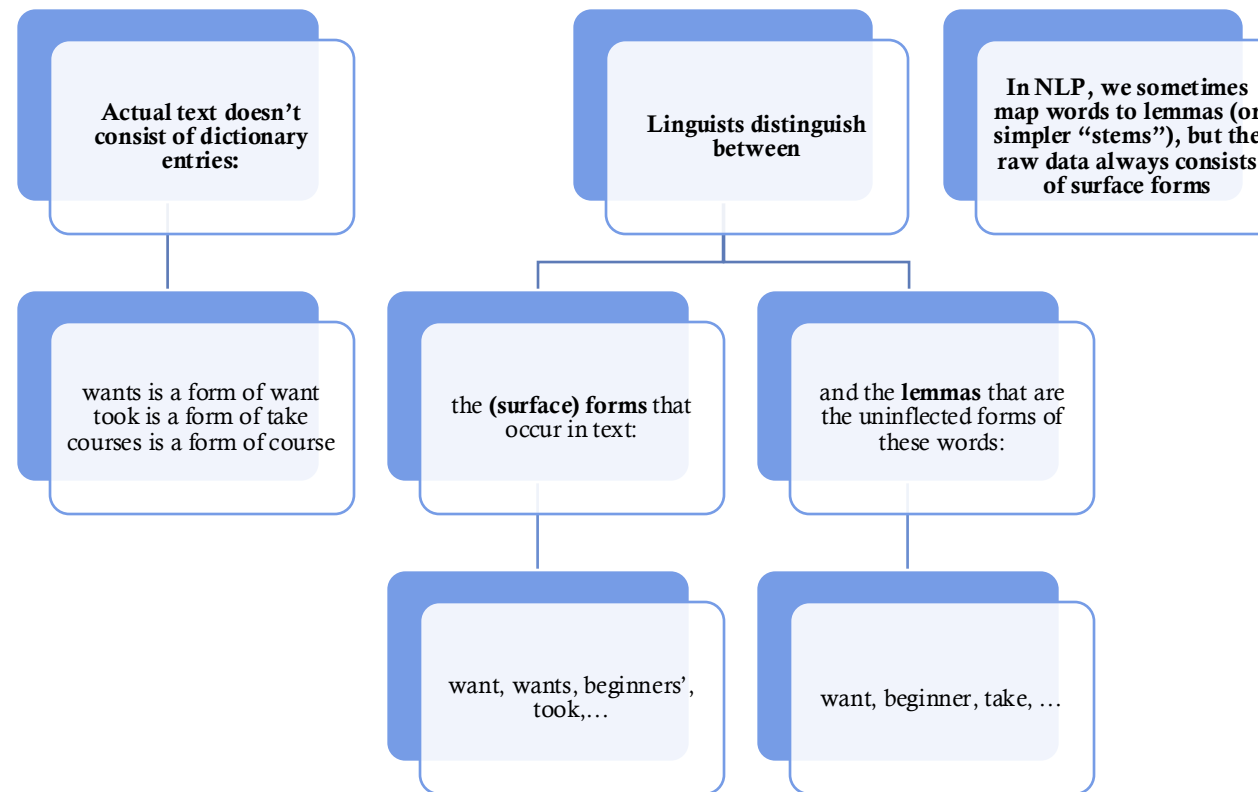 Actual text doesn’t
consist of dictionary
entries:
wants is a form of want
took is a form of take
courses is a form of course
Linguists distinguish
between
the (surface) forms that
occur in text:
want, wants, beginners’,
took,…
and the lemmas that are
the uninflected forms of
these words:
want, beginner, take, …
In NLP, we sometimes
map words to lemmas (or
simpler “stems”), but the
raw data always consists
of surface forms